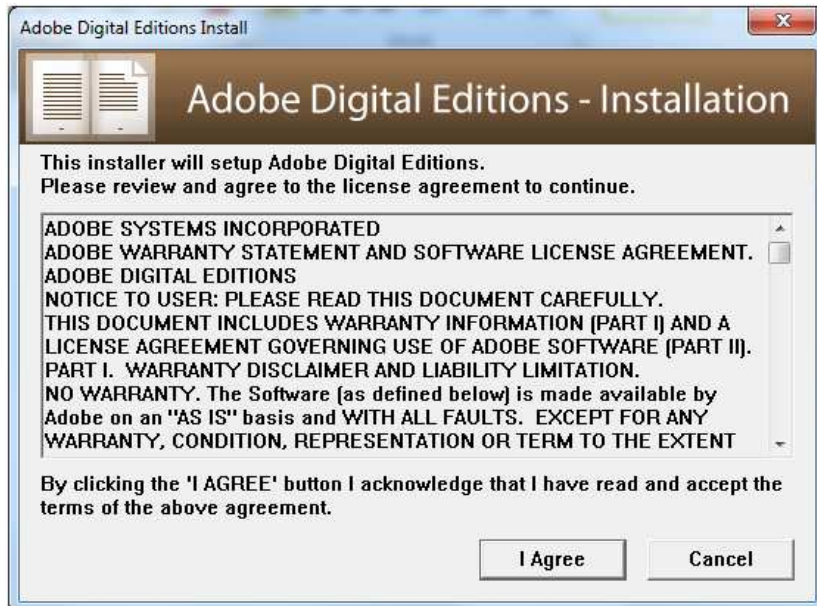 Adobe Digital Editions Install
Adobe Digital Editions - Installation
This installer will setup Adobe Digital Editions.
Please review and agree to the license agreement to continue.
ADOBE SYSTEMS INCORPORATED
ADOBE WARRANTY STATEMENT AND SOFTWARE LICENSE AGREEMENT.
ADOBE DIGITAL EDITIONS
NOTICE TO USER: PLEASE READ THIS DOCUMENT CAREFULLY.
THIS DOCUMENT INCLUDES WARRANTY INFORMATION (PART I) AND A
LICENSE AGREEMENT GOVERNING USE OF ADOBE SOFTWARE (PART II).
PART I.  WARRANTY DISCLAIMER AND LIABILITY LIMITATION.
NO WARRANTY. The Software (as defined below) is made available by
Adobe on an "AS IS" basis and WITH ALL FAULTS.  EXCEPT FOR ANY
WARRANTY, CONDITION, REPRESENTATION OR TERM TO THE EXTENT
By clicking the 'I AGREE' button I acknowledge that I have read and accept the
terms of the above agreement.
I Agree
Cancel